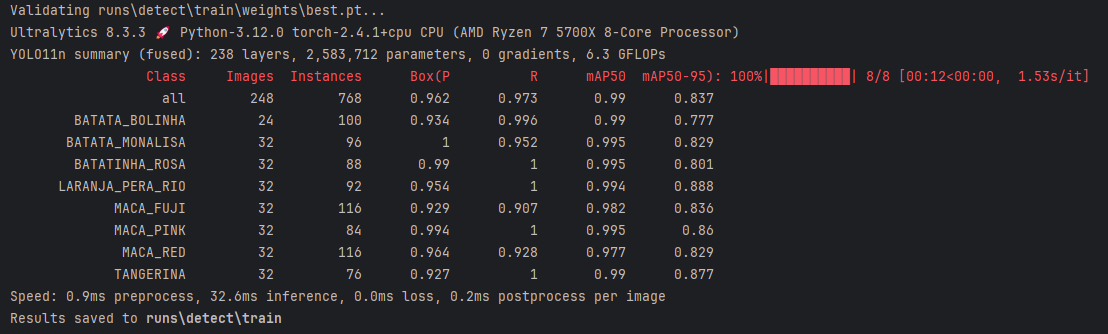 Validating runs\detect\train\weights\best.pt...
Ultralytics 8.3.3 🚀 Python-3.12.0 torch-2.4.1+cpu CPU (AMD Ryzen 7 5700X 8-Core Processor)
YOLO11n summary (fused): 238 layers, 2,583,712 parameters, 0 gradients, 6.3 GFLOPs
Class Images Instances Box(P R mAP50 mAP50-95): 100%|██████████| 8/8 [00:12<00:00, 1.53s/it]
all 248 768 0.962 0.973 0.99 0.837
BATATA_BOLINHA 24 100 0.934 0.996 0.99 0.777
BATATA_MONALISA 32 96 1 0.952 0.995 0.829
BATATINHA_ROSA 32 88 0.99 1 0.995 0.801
LARANJA_PERA_RIO 32 92 0.954 1 0.994 0.888
MACA_FUJI 32 116 0.929 0.907 0.982 0.836
MACA_PINK 32 84 0.994 1 0.995 0.86
MACA_RED 32 116 0.964 0.928 0.977 0.829
TANGERINA 32 76 0.927 1 0.99 0.877
Speed: 0.9ms preprocess, 32.6ms inference, 0.0ms loss, 0.2ms postprocess per image
Results saved to runs\detect\train